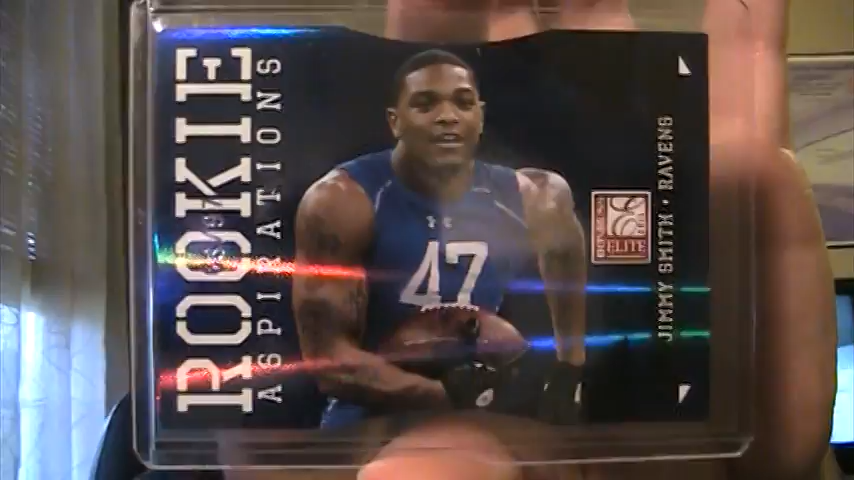 ROOKIE
ASPIRATIONS
47
ELITE
JIMMY SMITH • RAVENS